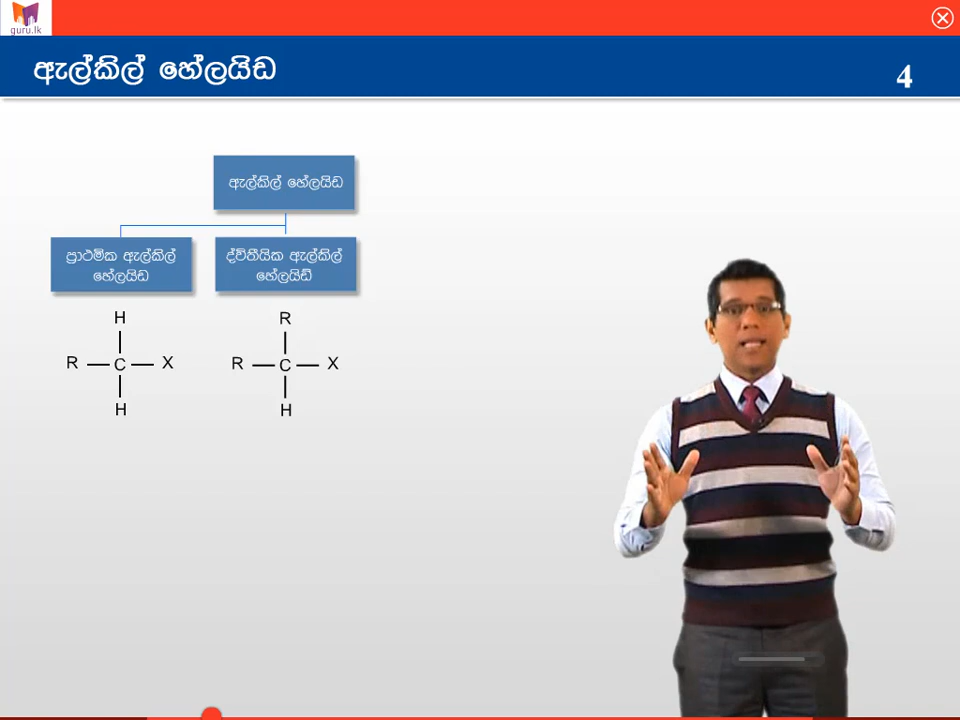 guru.lk
ඇල්කිල් හේලයිඩ
4
ඇල්කිල් හේලයිඩ
ප්‍රාථමික ඇල්කිල්
හේලයිඩ
ද්විතීයික ඇල්කිල්
හේලයිඩ්
H
R C X
H
R
R C X
H